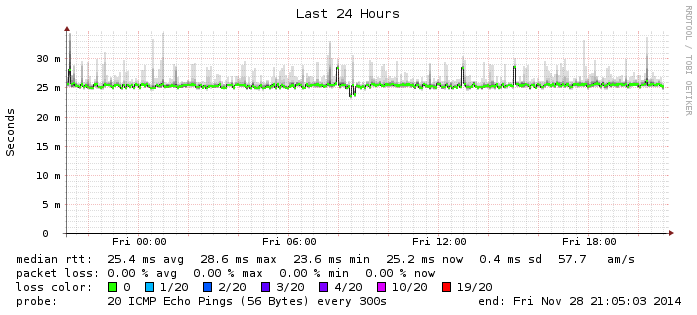 Last 24 Hours
RRDTOOL / TOBI OETIKER
Seconds
30 m
25 m
20 m
15 m
10 m
5 m
0
Fri 00:00 Fri 06:00 Fri 12:00 Fri 18:00
median rtt: 25.4 ms avg 28.6 ms max 23.6 ms min 25.2 ms now 0.4 ms sd 57.7 am/s
packet loss: 0.00 % avg 0.00 % max 0.00 % min 0.00 % now
loss color: 0 1/20 2/20 3/20 4/20 10/20 19/20
probe: 20 ICMP Echo Pings (56 Bytes) every 300s end: Fri Nov 28 21:05:03 2014